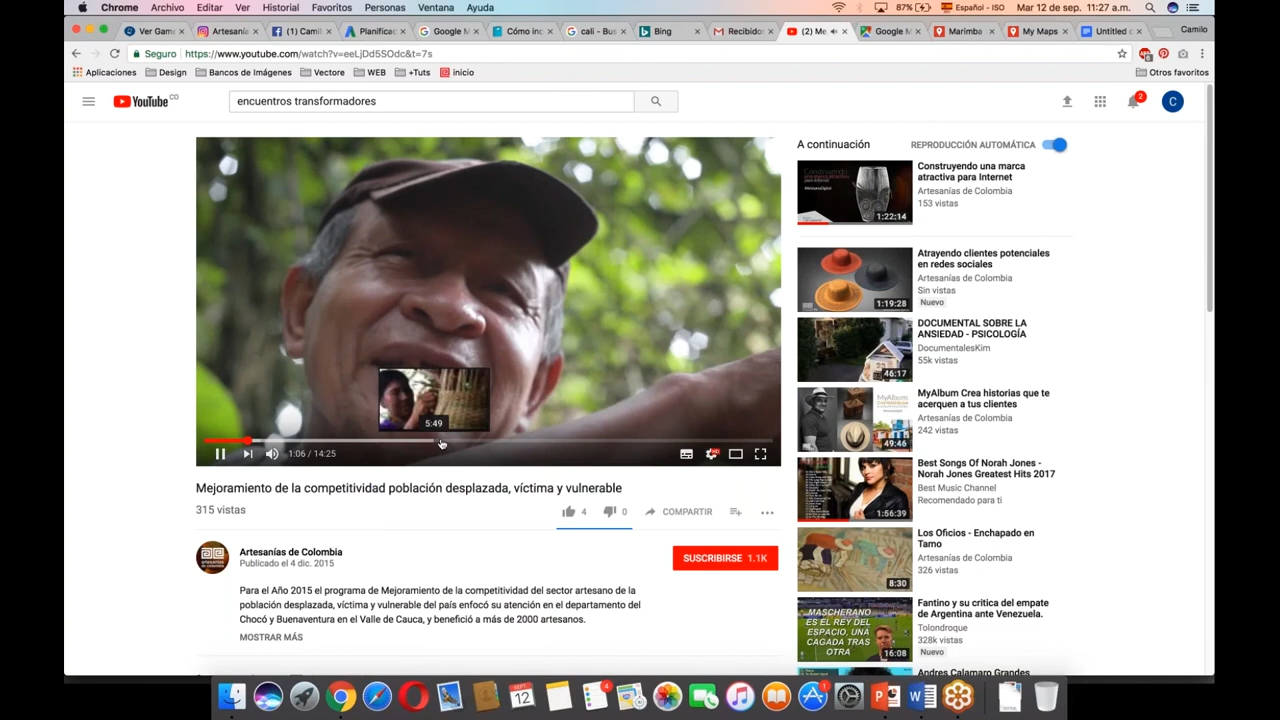 Chrome Archivo Editar Ver Historial Favoritos Personas Ventana Ayuda 87% Español - ISO Mar 12 de sep. 11:27 a.m.
Ver Game Artesanía (1) Cami Planificac Google M Cómo inc cali - Bus Bing Recibidos (2) Me Google M Marimba My Maps Untitled c Camilo
Seguro https://www.youtube.com/watch?v=eeLjDd5SOdc&t=7s
Aplicaciones Design Bancos de Imágenes Vectore WEB +Tuts inicio Otros favoritos
YouTube CO encuentros transformadores 2 C
A continuación REPRODUCCIÓN AUTOMÁTICA
5:49
1:06 / 14:25
Mejoramiento de la competitividad población desplazada, víctima y vulnerable
315 vistas
4 0 COMPARTIR
Artesanías de Colombia
Publicado el 4 dic. 2015
SUSCRIBIRSE 1.1K
Para el Año 2015 el programa de Mejoramiento de la competitividad del sector artesano de la
población desplazada, víctima y vulnerable del país enfocó su atención en el departamento del
Chocó y Buenaventura en el Valle de Cauca, y benefició a más de 2000 artesanos.
MOSTRAR MÁS
Construyendo una marca
atractiva para Internet
Artesanías de Colombia
153 vistas
1:22:14
Atrayendo clientes potenciales
en redes sociales
Artesanías de Colombia
Sin vistas
Nuevo
1:19:28
DOCUMENTAL SOBRE LA
ANSIEDAD - PSICOLOGÍA
DocumentalesKim
55k vistas
46:17
MyAlbum Crea historias que te
acerquen a tus clientes
Artesanías de Colombia
242 vistas
49:46
Best Songs Of Norah Jones -
Norah Jones Greatest Hits 2017
Best Music Channel
Recomendado para ti
1:56:39
Los Oficios - Enchapado en
Tamo
Artesanías de Colombia
326 vistas
8:30
Fantino y su critica del empate
de Argentina ante Venezuela.
Tolondroque
328k vistas
Nuevo
MASCHERANO
ES EL REY DEL
ESPACIO, UNA
CAGADA TRAS
OTRA
16:08
Andres Calamaro Grandes